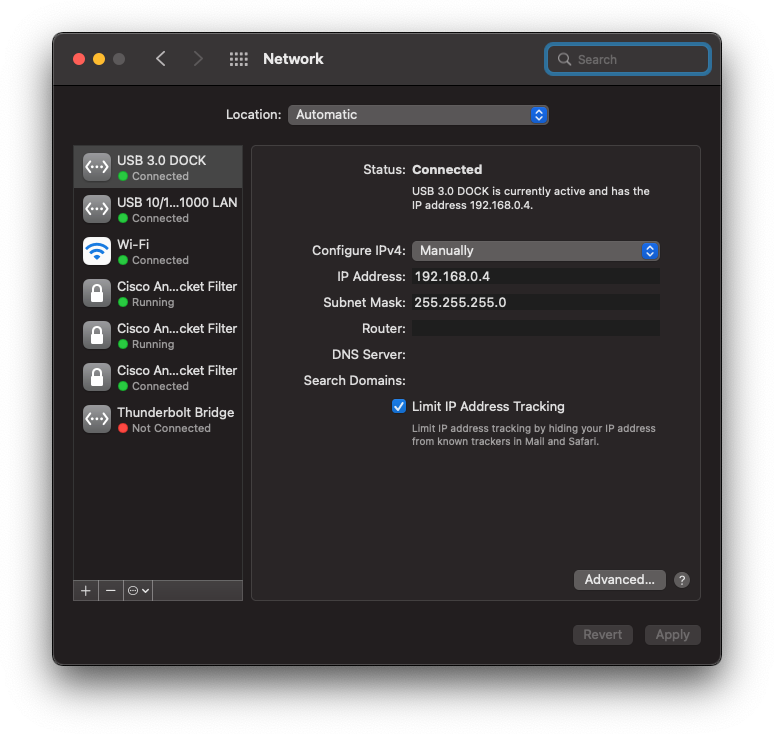 Network
Search
Location: Automatic
USB 3.0 DOCK
Connected
USB 10/1...1000 LAN
Connected
Wi-Fi
Connected
Cisco An...cket Filter
Running
Cisco An...cket Filter
Running
Cisco An...cket Filter
Connected
Thunderbolt Bridge
Not Connected
Status: Connected
USB 3.0 DOCK is currently active and has the
IP address 192.168.0.4.
Configure IPv4: Manually
IP Address: 192.168.0.4
Subnet Mask: 255.255.255.0
Router:
DNS Server:
Search Domains:
Limit IP Address Tracking
Limit IP address tracking by hiding your IP address
from known trackers in Mail and Safari.
Advanced...
?
Revert
Apply